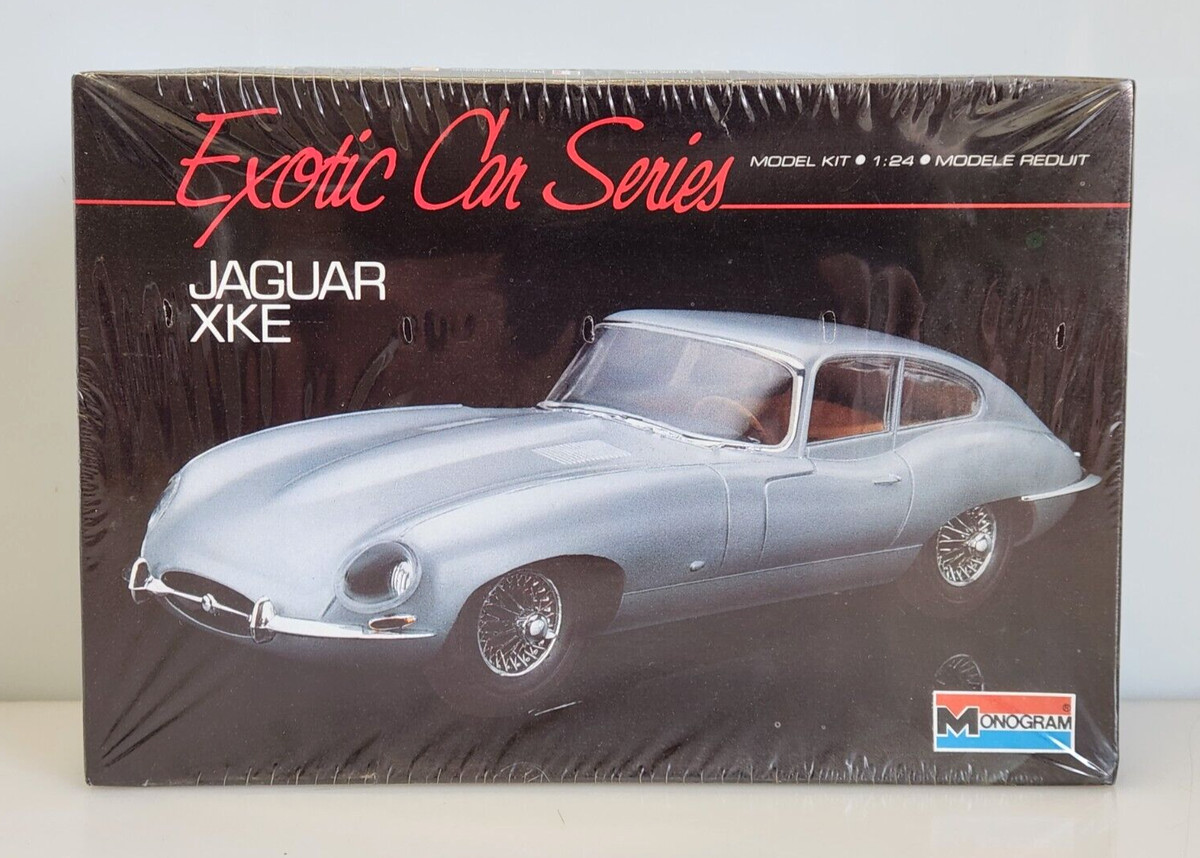 Exotic Car Series
MODEL KIT • 1:24 • MODELE REDUIT
JAGUAR
XKE
MONOGRAM®